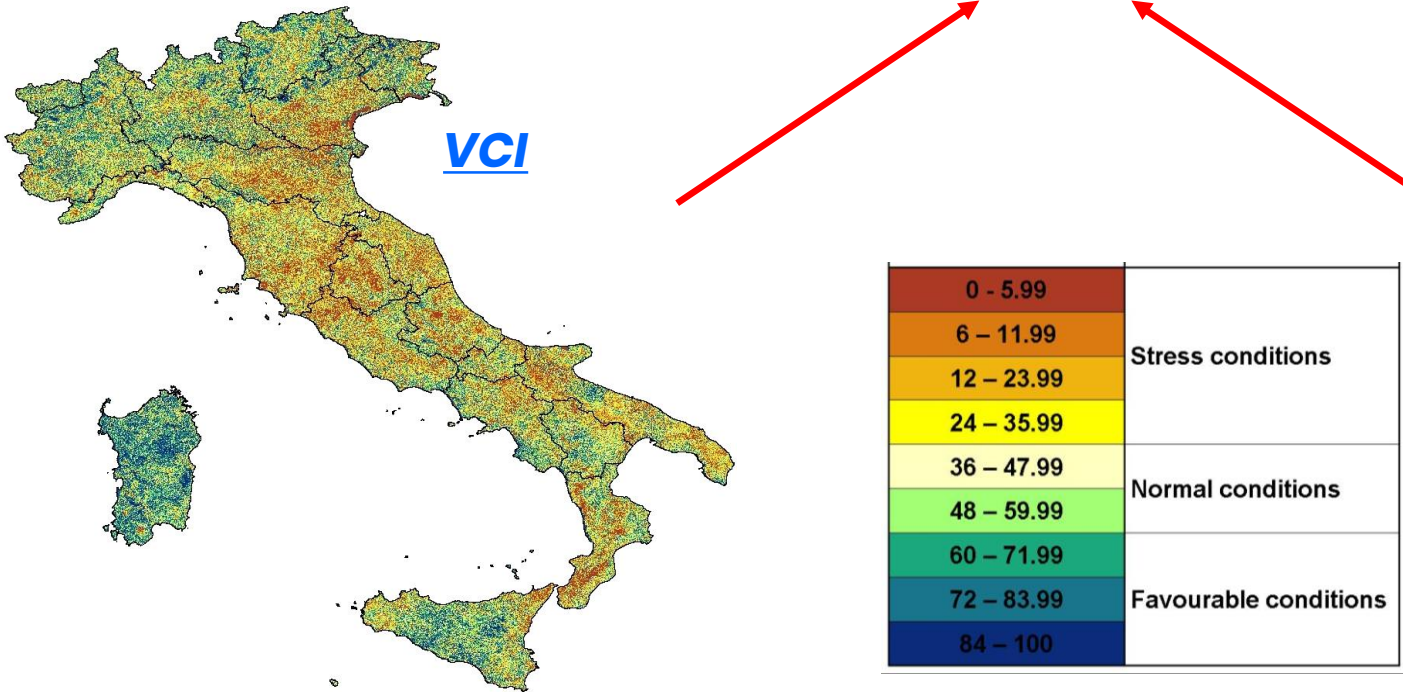 VCI
0 - 5.99
6 – 11.99
12 – 23.99
24 – 35.99
Stress conditions
36 – 47.99
48 – 59.99
Normal conditions
60 – 71.99
72 – 83.99
84 – 100
Favourable conditions